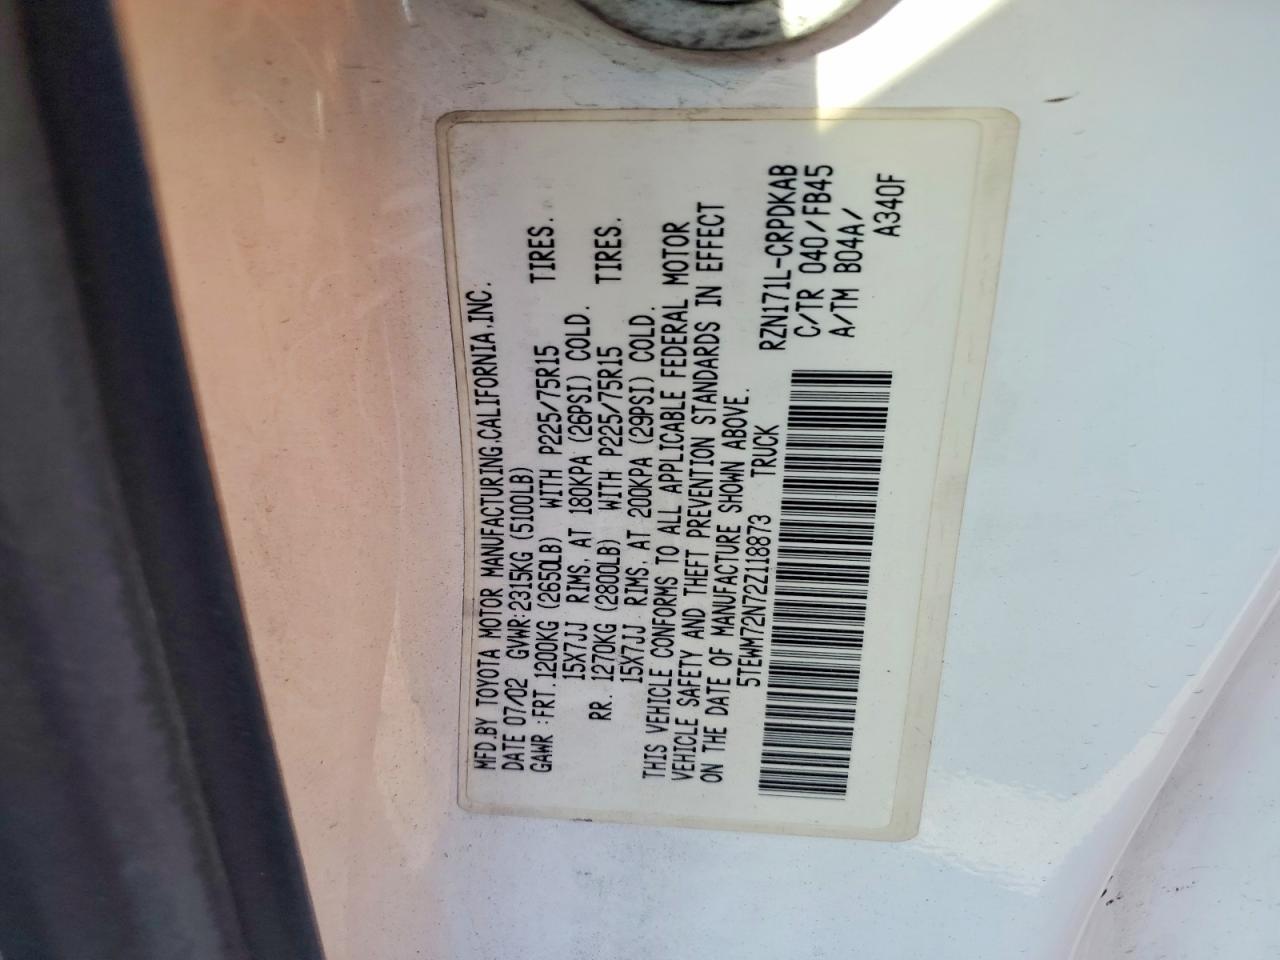 MFD.BY TOYOTA MOTOR MANUFACTURING.CALIFORNIA,INC.
DATE 07/02 GVWR:2315KG (5100LB)
GAWR :FRT 1200KG (2650LB) WITH P225/75R15 TIRES.
15X7JJ RIMS, AT 180KPA (26PSI) COLD.
RR. 1270KG (2800LB) WITH P225/75R15 TIRES.
15X7JJ RIMS, AT 200KPA (29PSI) COLD.
THIS VEHICLE CONFORMS TO ALL APPLICABLE FEDERAL MOTOR
VEHICLE SAFETY AND THEFT PREVENTION STANDARDS IN EFFECT
ON THE DATE OF MANUFACTURE SHOWN ABOVE.
5TEWM72N72Z118873 TRUCK
RZN171L-CRPDKAB
C/TR 040/FB45
A/TM B04A/
A340F